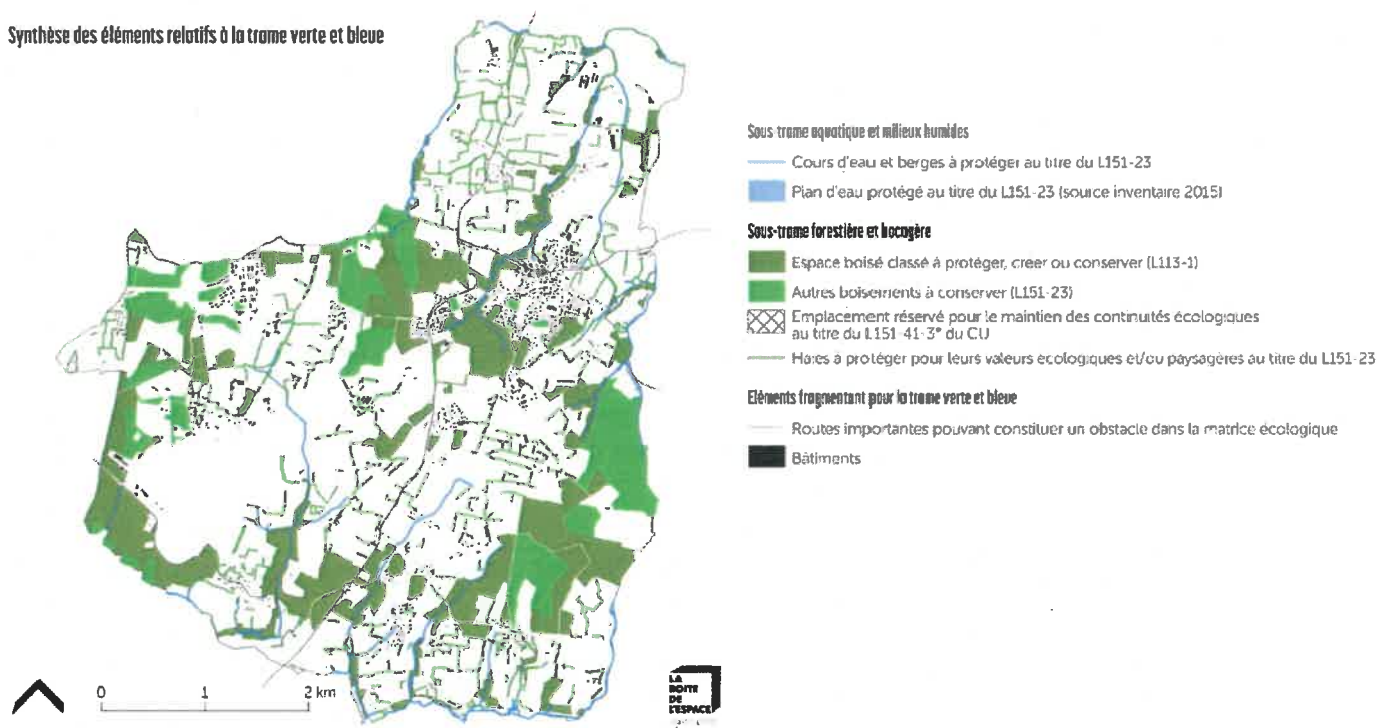 Synthèse des éléments relatifs à la trame verte et bleue
Sous-trame aquatique et milieux humides
Cours d'eau et berges à protéger au titre du L151-23
Plan d'eau protégé au titre du L151-23 (source inventaire 2015)
Sous-trame forestière et bocagère
Espace boisé classé à protéger, creer ou conserver (L113-1)
Autres boisements à conserver (L151-23)
Emplacement réservé pour le maintien des continuités écologiques
au titre du L151-41-3° du CU
Haies à protéger pour leurs valeurs ecologiques et/ou paysagères au titre du L151-23
Eléments fragmentant pour la trame verte et bleue
Routes importantes pouvant constituer un obstacle dans la matrice écologique
Bâtiments
0 1 2 km
LA
BOITE
DE
L'ESPACE